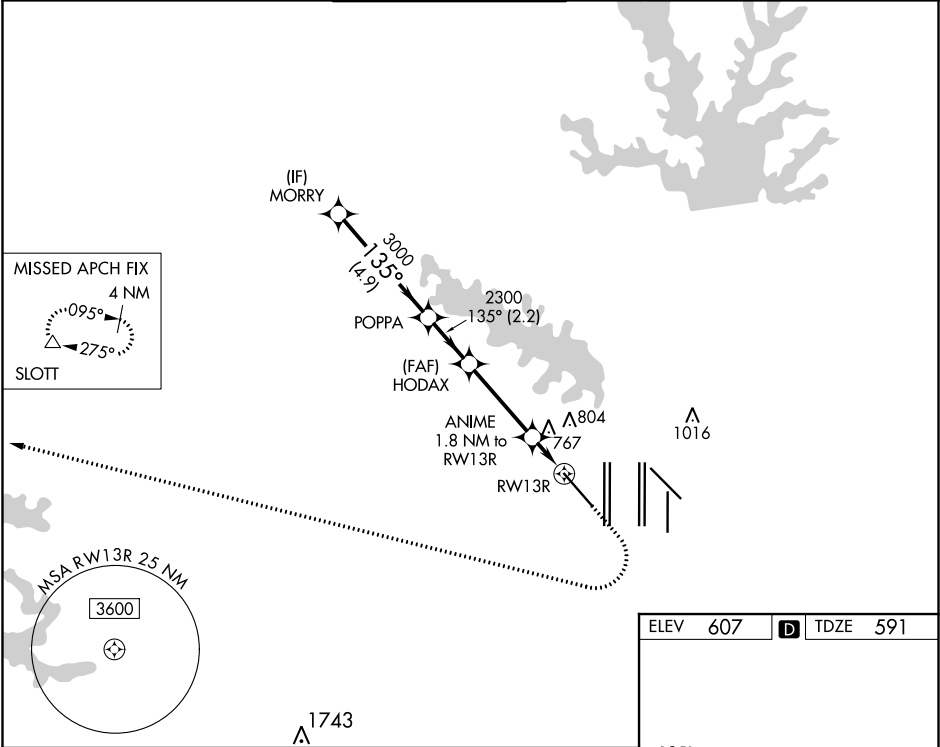 (IF)
MORRY
3000
135°
(4.9)
MISSED APCH FIX
4 NM
095°
275°
SLOTT
POPPA
2300
135° (2.2)
(FAF)
HODAX
ANIME
1.8 NM to
RW13R
804
767
1016
RW13R
MSA RW13R 25 NM
3600
ELEV 607 D TDZE 591
1743